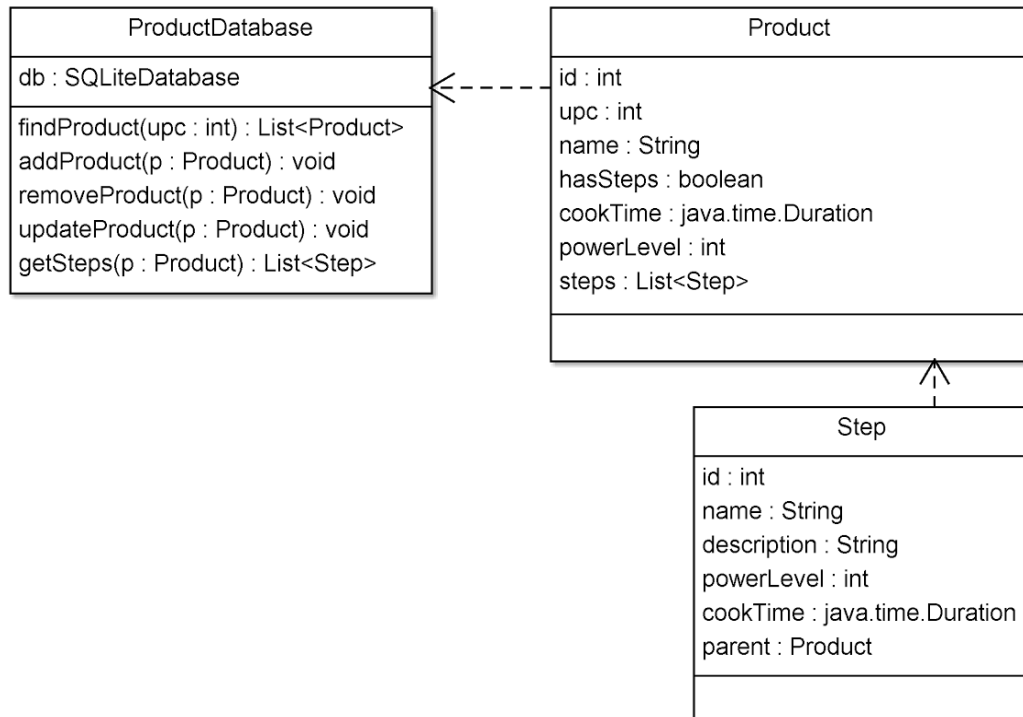 ProductDatabase
db : SQLiteDatabase
findProduct(upc : int) : List<Product>
addProduct(p : Product) : void
removeProduct(p : Product) : void
updateProduct(p : Product) : void
getSteps(p : Product) : List<Step>
Product
id : int
upc : int
name : String
hasSteps : boolean
cookTime : java.time.Duration
powerLevel : int
steps : List<Step>
Step
id : int
name : String
description : String
powerLevel : int
cookTime : java.time.Duration
parent : Product